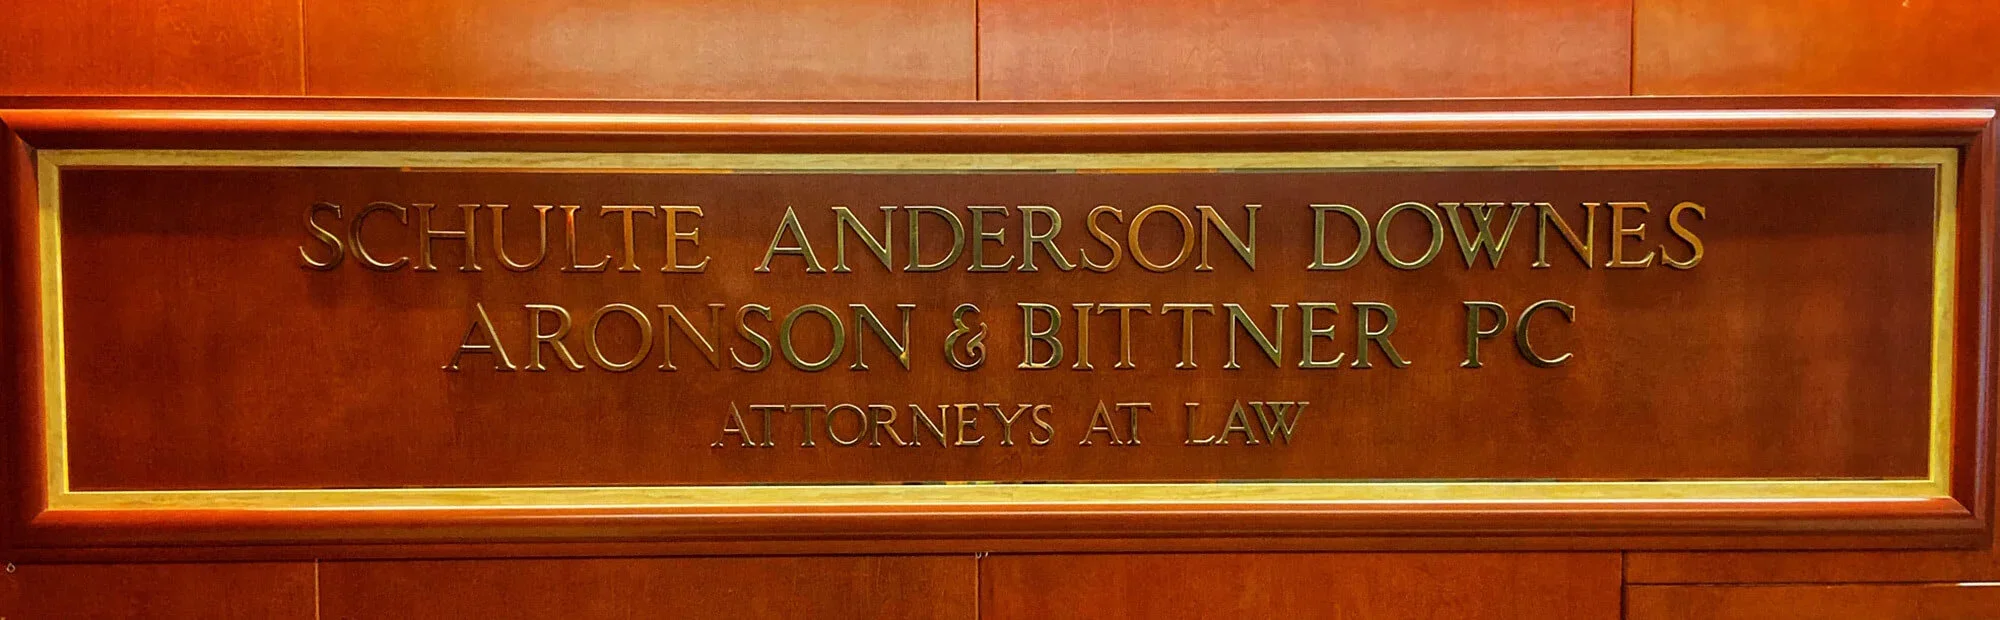 SCHULTE ANDERSON DOWNES
ARONSON & BITTNER PC
ATTORNEYS AT LAW